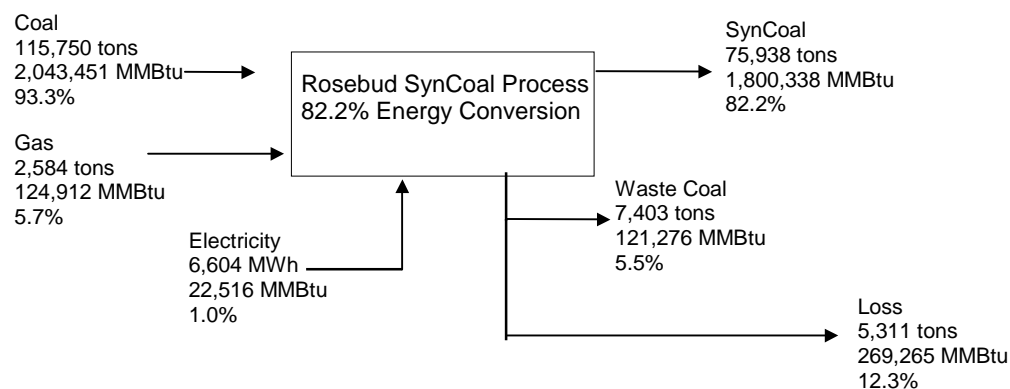 Coal
115,750 tons
2,043,451 MMBtu
93.3%
Gas
2,584 tons
124,912 MMBtu
5.7%
Electricity
6,604 MWh
22,516 MMBtu
1.0%
Rosebud SynCoal Process
82.2% Energy Conversion
SynCoal
75,938 tons
1,800,338 MMBtu
82.2%
Waste Coal
7,403 tons
121,276 MMBtu
5.5%
Loss
5,311 tons
269,265 MMBtu
12.3%